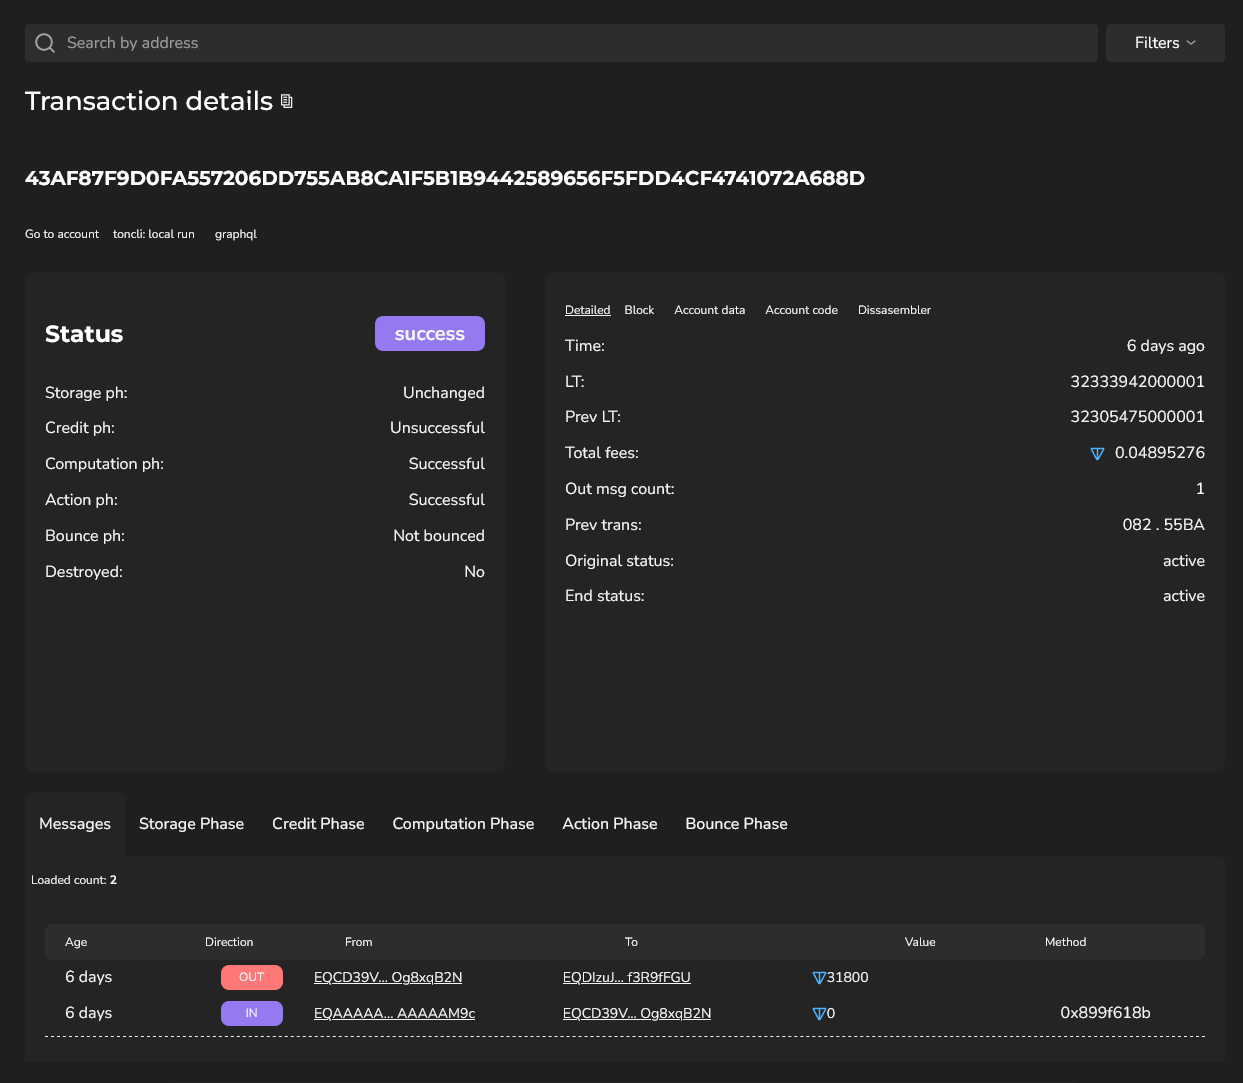 Search by address
Filters
Transaction details
43AF87F9D0FA557206DD755AB8CA1F5B1B9442589656F5FDD4CF4741072A688D
Go to account toncli: local run graphql
Status success
Storage ph: Unchanged
Credit ph: Unsuccessful
Computation ph: Successful
Action ph: Successful
Bounce ph: Not bounced
Destroyed: No
Detailed Block Account data Account code Dissasembler
Time: 6 days ago
LT: 32333942000001
Prev LT: 32305475000001
Total fees: 0.04895276
Out msg count: 1
Prev trans: 082 . 55BA
Original status: active
End status: active
Messages Storage Phase Credit Phase Computation Phase Action Phase Bounce Phase
Loaded count: 2
Age Direction From To Value Method
6 days OUT EQCD39V... Og8xqB2N EQDIzuJ... f3R9fFGU 31800
6 days IN EQAAAAA... AAAAAM9c EQCD39V... Og8xqB2N 0 0x899f618b